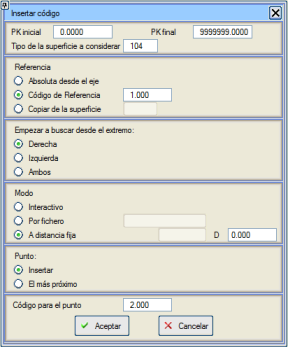 Insertar código
PK inicial 0.0000 PK final 9999999.0000
Tipo de la superficie a considerar 104
Referencia
Absoluta desde el eje
Código de Referencia 1.000
Copiar de la superficie
Empezar a buscar desde el extremo:
Derecha
Izquierda
Ambos
Modo
Interactivo
Por fichero
A distancia fija D 0.000
Punto:
Insertar
El más próximo
Código para el punto 2.000
Aceptar Cancelar